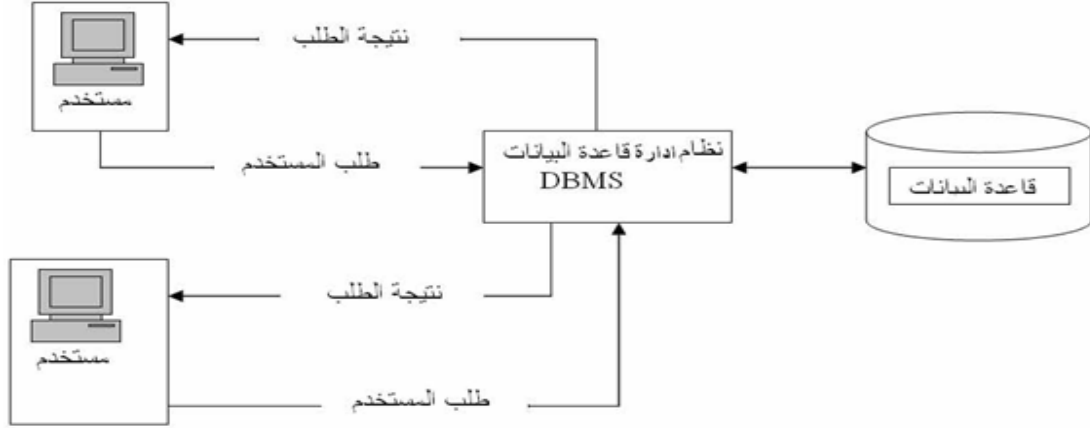 نتيجة الطلب
مستخدم
طلب المستخدم
نظام ادارة قاعدة البيانات
DBMS
قاعدة البيانات
نتيجة الطلب
مستخدم
طلب المستخدم